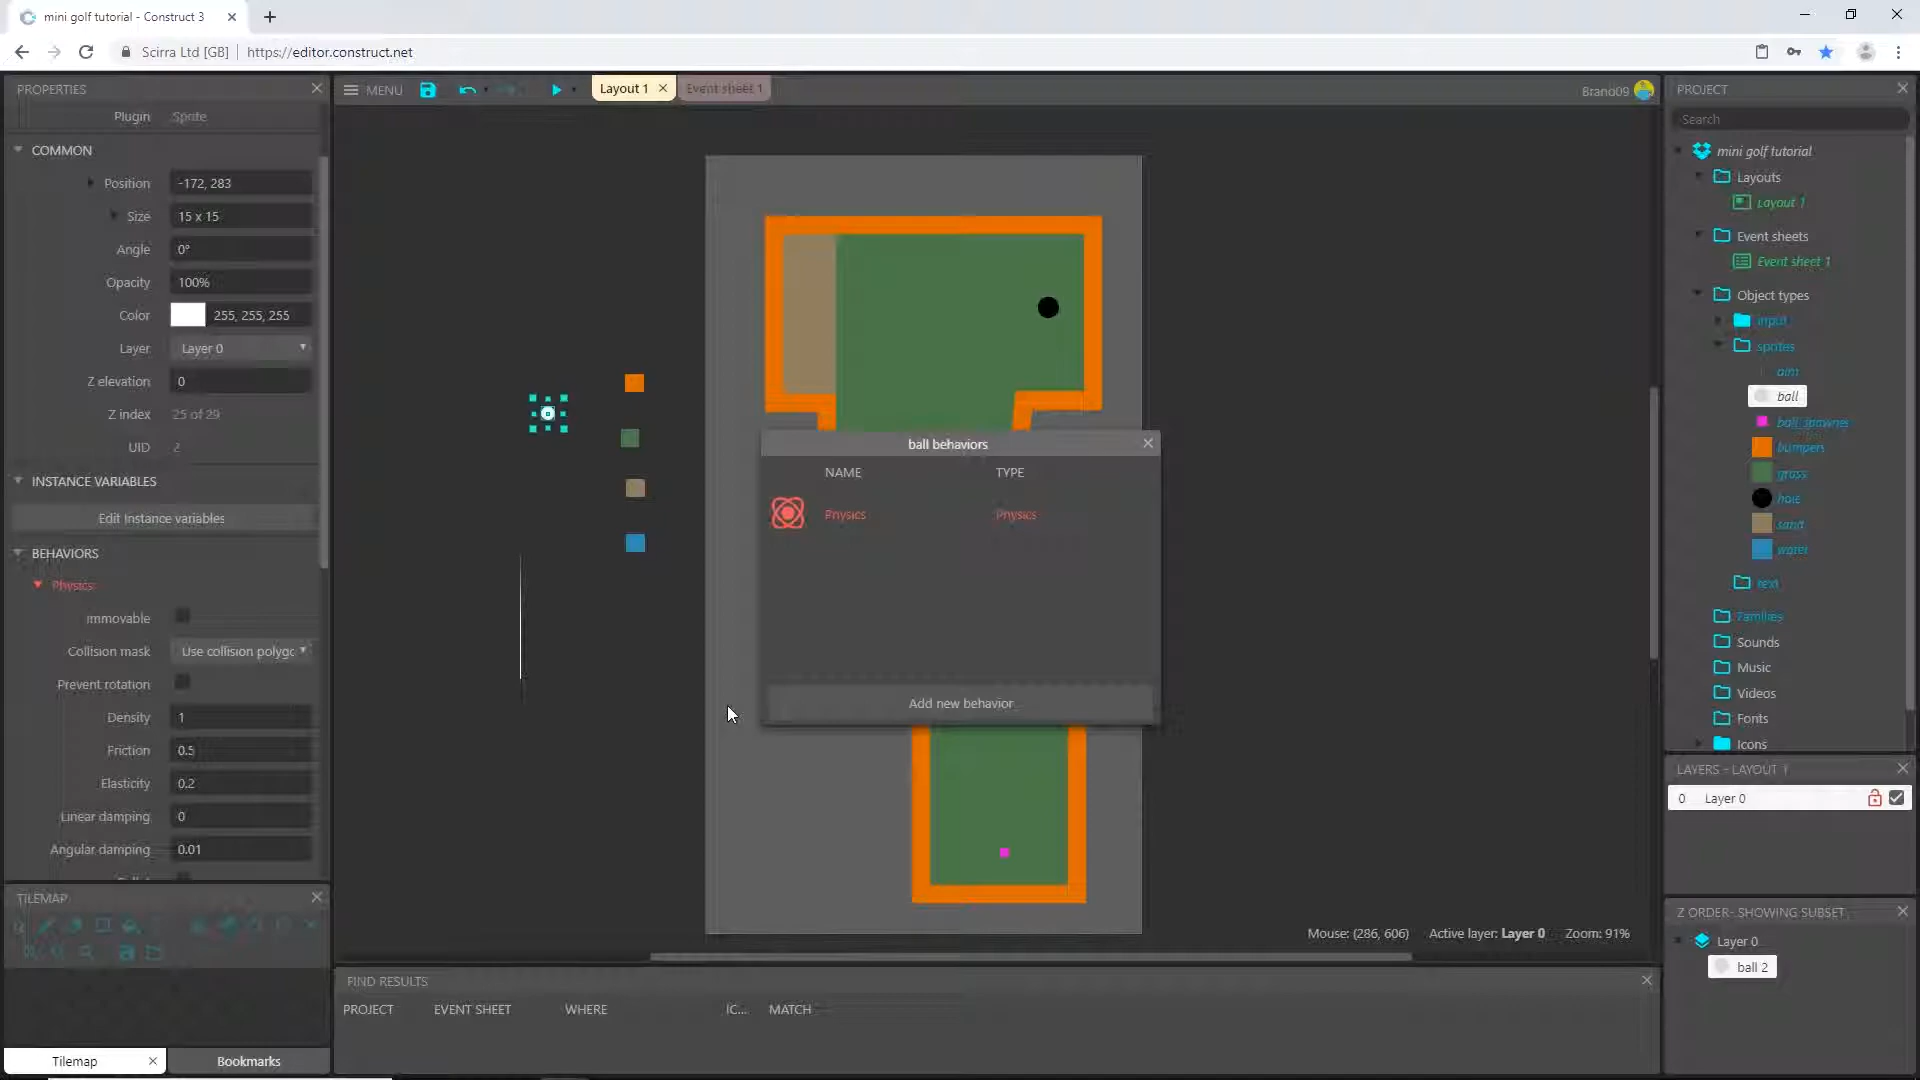 mini golf tutorial - Construct 3
Scirra Ltd [GB]
https://editor.construct.net
PROPERTIES
Plugin Sprite
COMMON
Position -172, 283
Size 15 x 15
Angle 0°
Opacity 100%
Color 255, 255, 255
Layer Layer 0
Z elevation 0
Z index 25 of 29
UID 2
INSTANCE VARIABLES
Edit Instance variables
BEHAVIORS
Physics
Immovable
Collision mask Use collision polygc
Prevent rotation
Density 1
Friction 0.5
Elasticity 0.2
Linear damping 0
Angular damping 0.01
TILEMAP
Tilemap
Bookmarks
MENU
Layout 1
Event sheet 1
Brano09
ball behaviors
NAME TYPE
Physics Physics
Add new behavior
Mouse: (286, 606) Active layer: Layer 0 Zoom: 91%
FIND RESULTS
PROJECT EVENT SHEET WHERE IC... MATCH
PROJECT
Search
mini golf tutorial
Layouts
Layout 1
Event sheets
Event sheet 1
Object types
input
sprites
aim
ball
ball_spawner
bumpers
grass
hole
sand
water
text
Families
Sounds
Music
Videos
Fonts
Icons
LAYERS - LAYOUT 1
0 Layer 0
Z ORDER- SHOWING SUBSET
Layer 0
ball 2